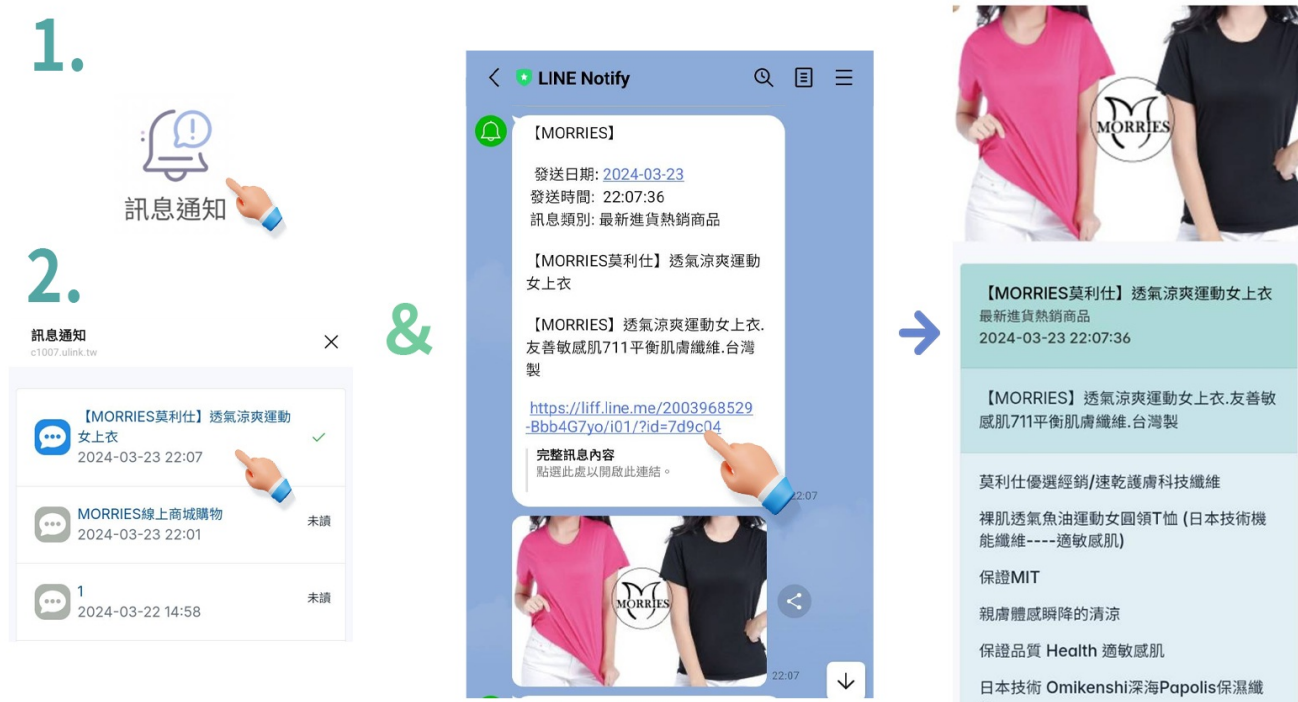 1.
訊息通知
2.
訊息通知
c1007.ulink.tw
【MORRIES莫利仕】透氣涼爽運動
女上衣
2024-03-23 22:07
MORRIES線上商城購物
2024-03-23 22:01
未讀
1
2024-03-22 14:58
未讀
&
LINE Notify
【MORRIES】
發送日期: 2024-03-23
發送時間: 22:07:36
訊息類別: 最新進貨熱銷商品
【MORRIES莫利仕】透氣涼爽運動
女上衣
【MORRIES】透氣涼爽運動女上衣.
友善敏感肌711平衡肌膚纖維.台灣
製
https://liff.line.me/2003968529
-Bbb4G7yo/i01/?id=7d9c04
完整訊息內容
點選此處以開啟此連結。
22:07
MORRIES
22:07
MORRIES
【MORRIES莫利仕】透氣涼爽運動女上衣
最新進貨熱銷商品
2024-03-23 22:07:36
【MORRIES】透氣涼爽運動女上衣.友善敏
感肌711平衡肌膚纖維.台灣製
莫利仕優選經銷/速乾護膚科技纖維
裸肌透氣魚油運動女圓領T恤 (日本技術機
能纖維----適敏感肌)
保證MIT
親膚體感瞬降的清涼
保證品質 Health 適敏感肌
日本技術 Omikenshi深海Papolis保濕纖